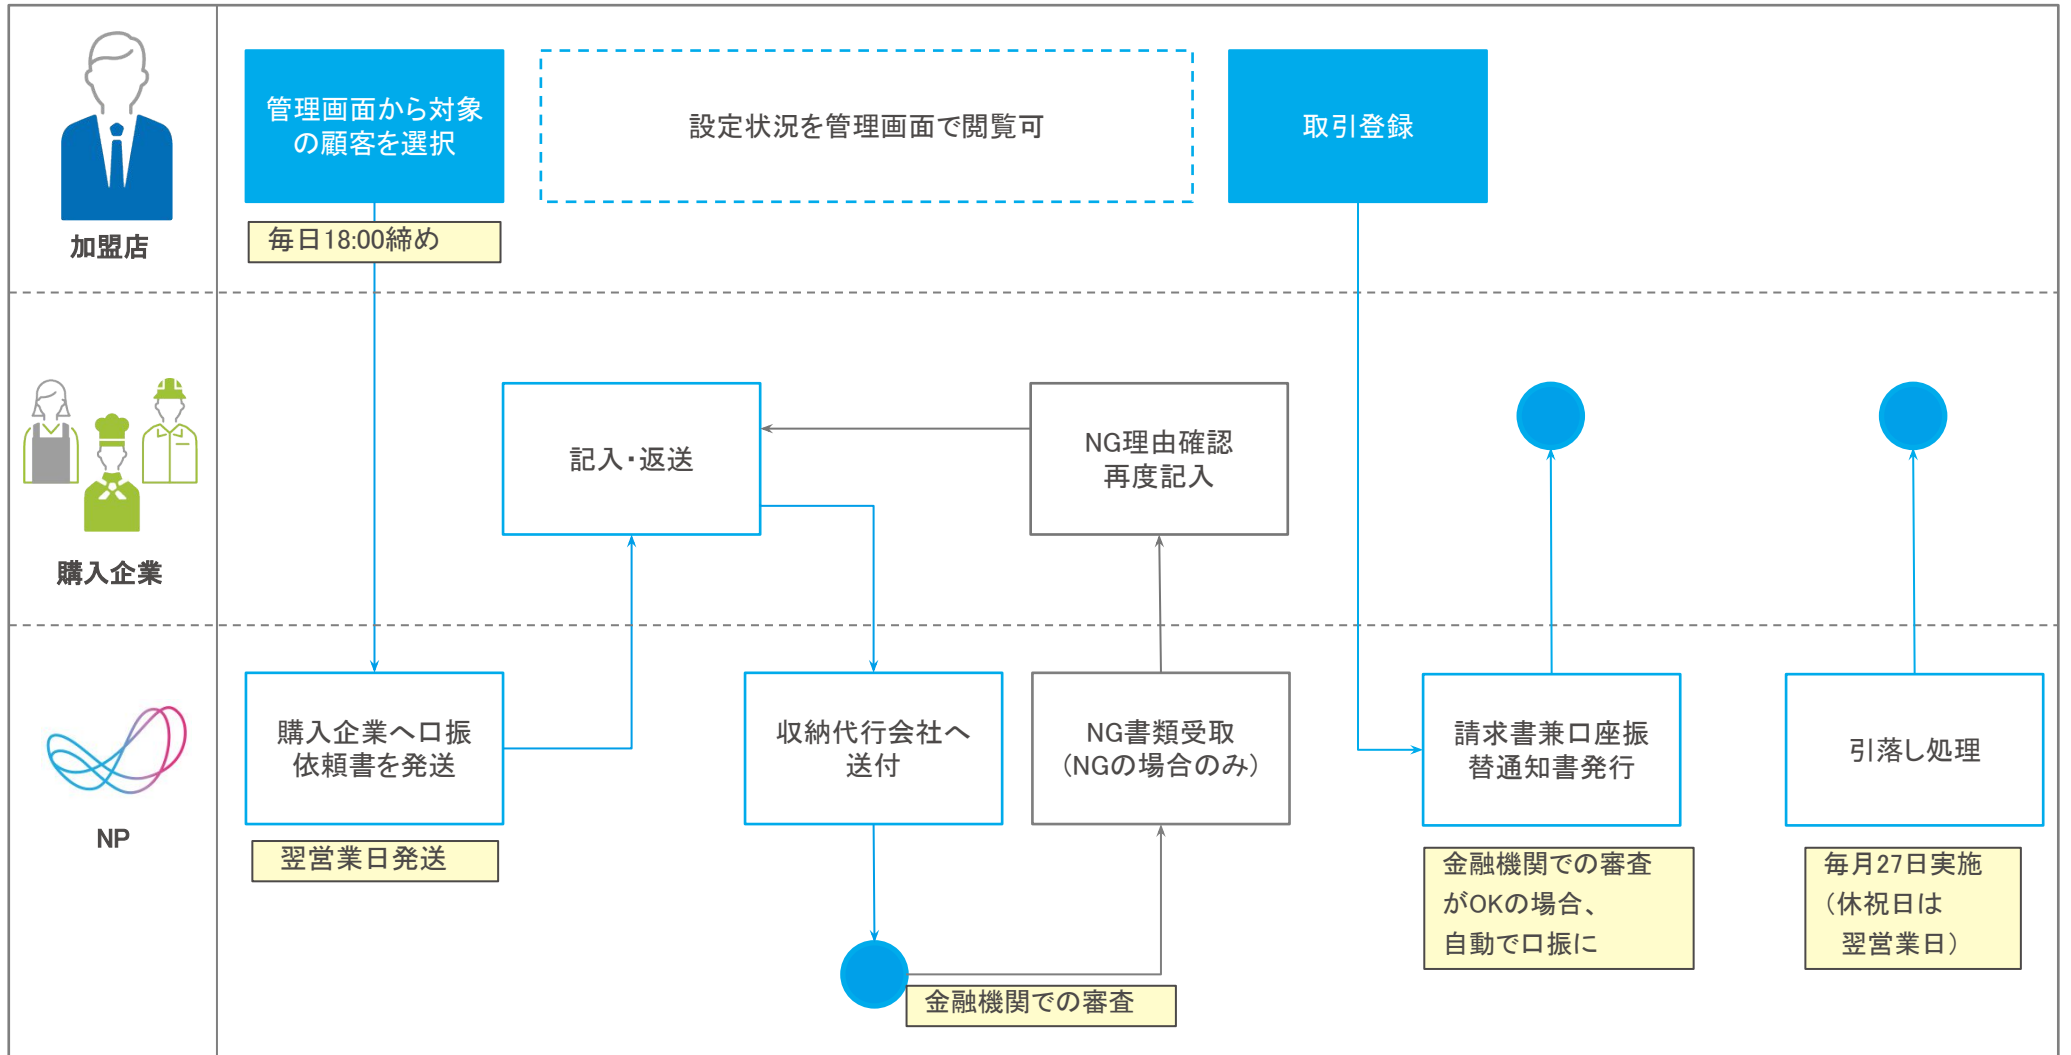 管理画面から対象
の顧客を選択
設定状況を管理画面で閲覧可
取引登録
毎日18:00締め
加盟店
記入・返送
NG理由確認
再度記入
購入企業
購入企業へ口振
依頼書を発送
収納代行会社へ
送付
NG書類受取
(NGの場合のみ)
請求書兼口座振
替通知書発行
引落し処理
NP
翌営業日発送
金融機関での審査
がOKの場合、
自動で口振に
毎月27日実施
(休祝日は
翌営業日)
金融機関での審査